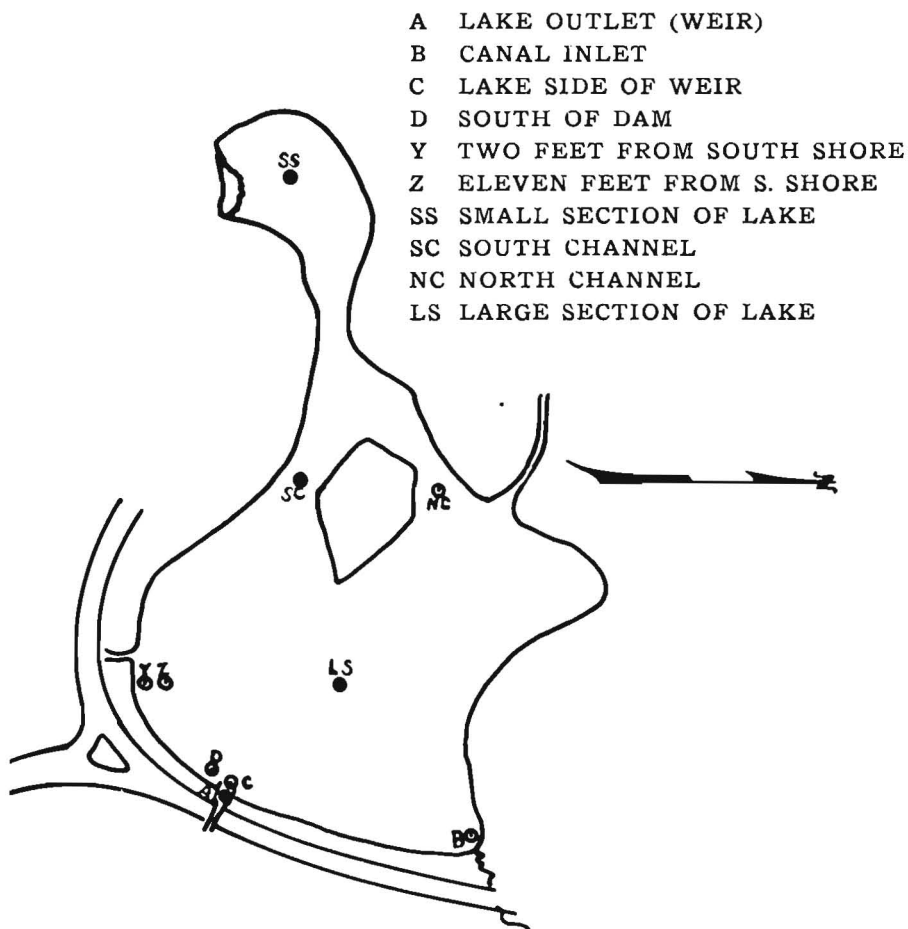 A LAKE OUTLET (WEIR)
B CANAL INLET
C LAKE SIDE OF WEIR
D SOUTH OF DAM
Y TWO FEET FROM SOUTH SHORE
Z ELEVEN FEET FROM S. SHORE
SS SMALL SECTION OF LAKE
SC SOUTH CHANNEL
NC NORTH CHANNEL
LS LARGE SECTION OF LAKE
SS
SC
NC
Y Z
LS
D
C
A
B